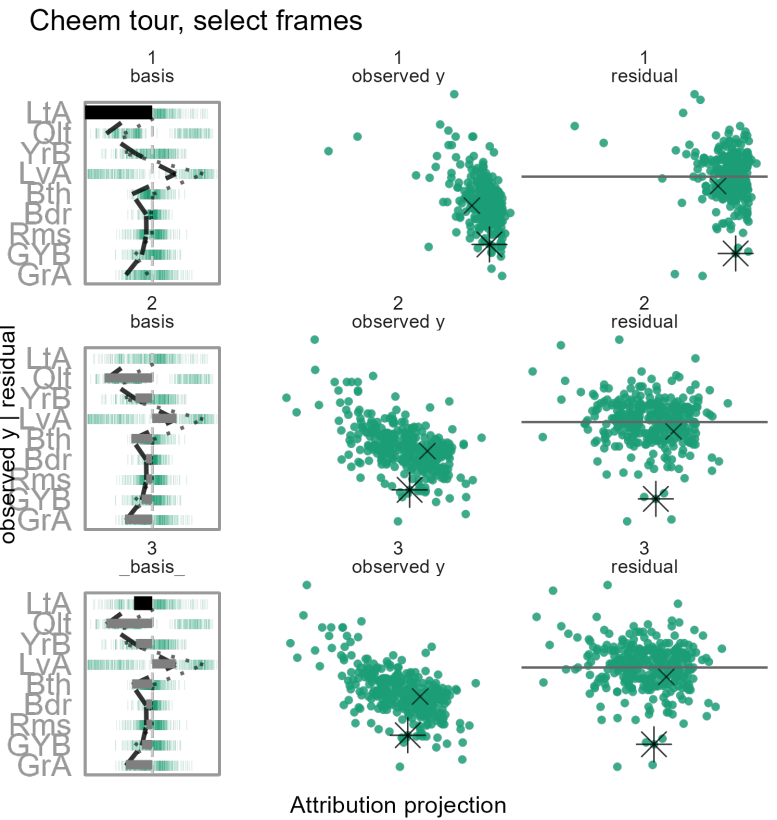 Cheem tour, select frames
1
basis
1
observed y
1
residual
LtA
Qlt
YrB
LvA
Bth
Bdr
Rms
GYB
GrA
2
basis
2
observed y
2
residual
LtA
Qlt
YrB
LvA
Bth
Bdr
Rms
GYB
GrA
observed y | residual
3
_basis_
3
observed y
3
residual
LtA
Qlt
YrB
LvA
Bth
Bdr
Rms
GYB
GrA
Attribution projection